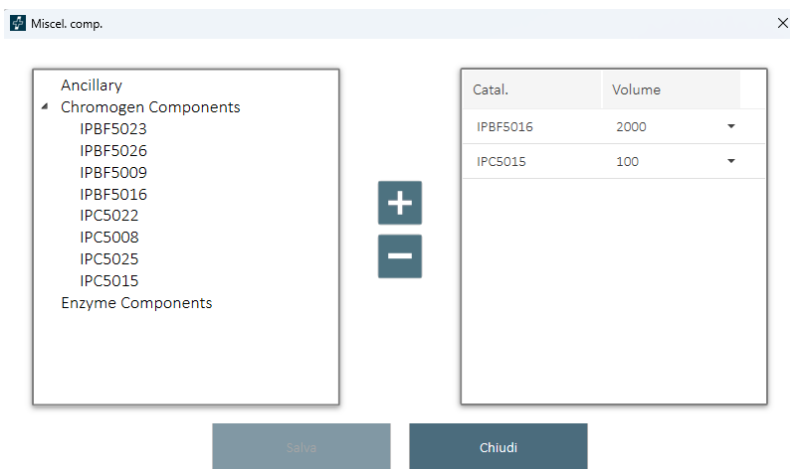 Miscel. comp.
Ancillary
Chromogen Components
IPBF5023
IPBF5026
IPBF5009
IPBF5016
IPC5022
IPC5008
IPC5025
IPC5015
Enzyme Components
Catal. Volume
IPBF5016 2000
IPC5015 100
Salva Chiudi